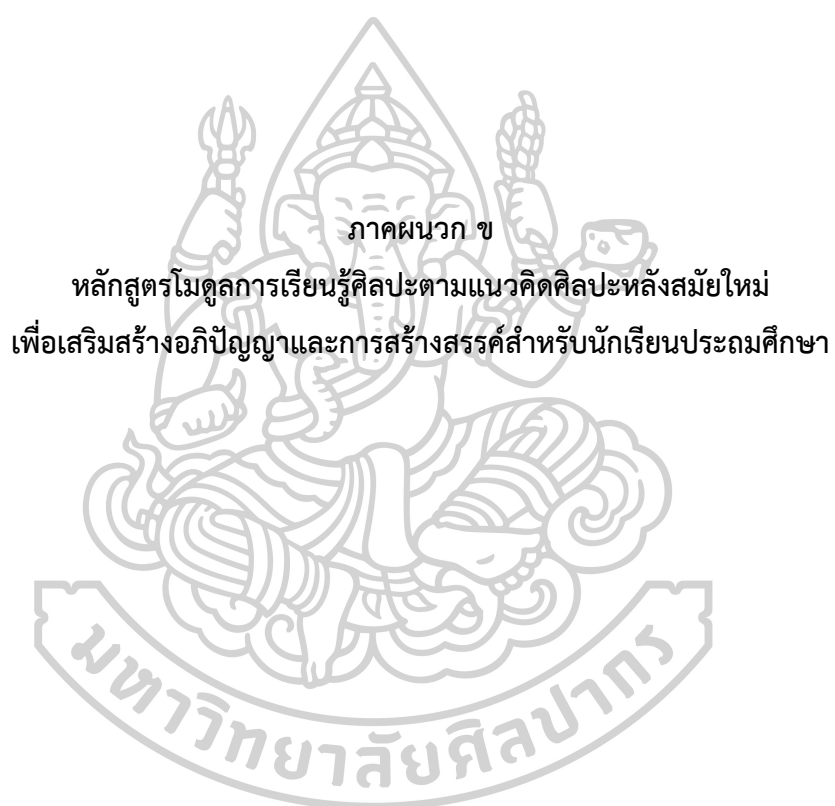 ภาคผนวก ข
หลักสูตรโมดูลการเรียนรู้ศิลปะตามแนวคิดศิลปะหลังสมัยใหม่
เพื่อเสริมสร้างอภิปัญญาและการสร้างสรรค์สำหรับนักเรียนประถมศึกษา
มหาวิทยาลัยศิลปากร